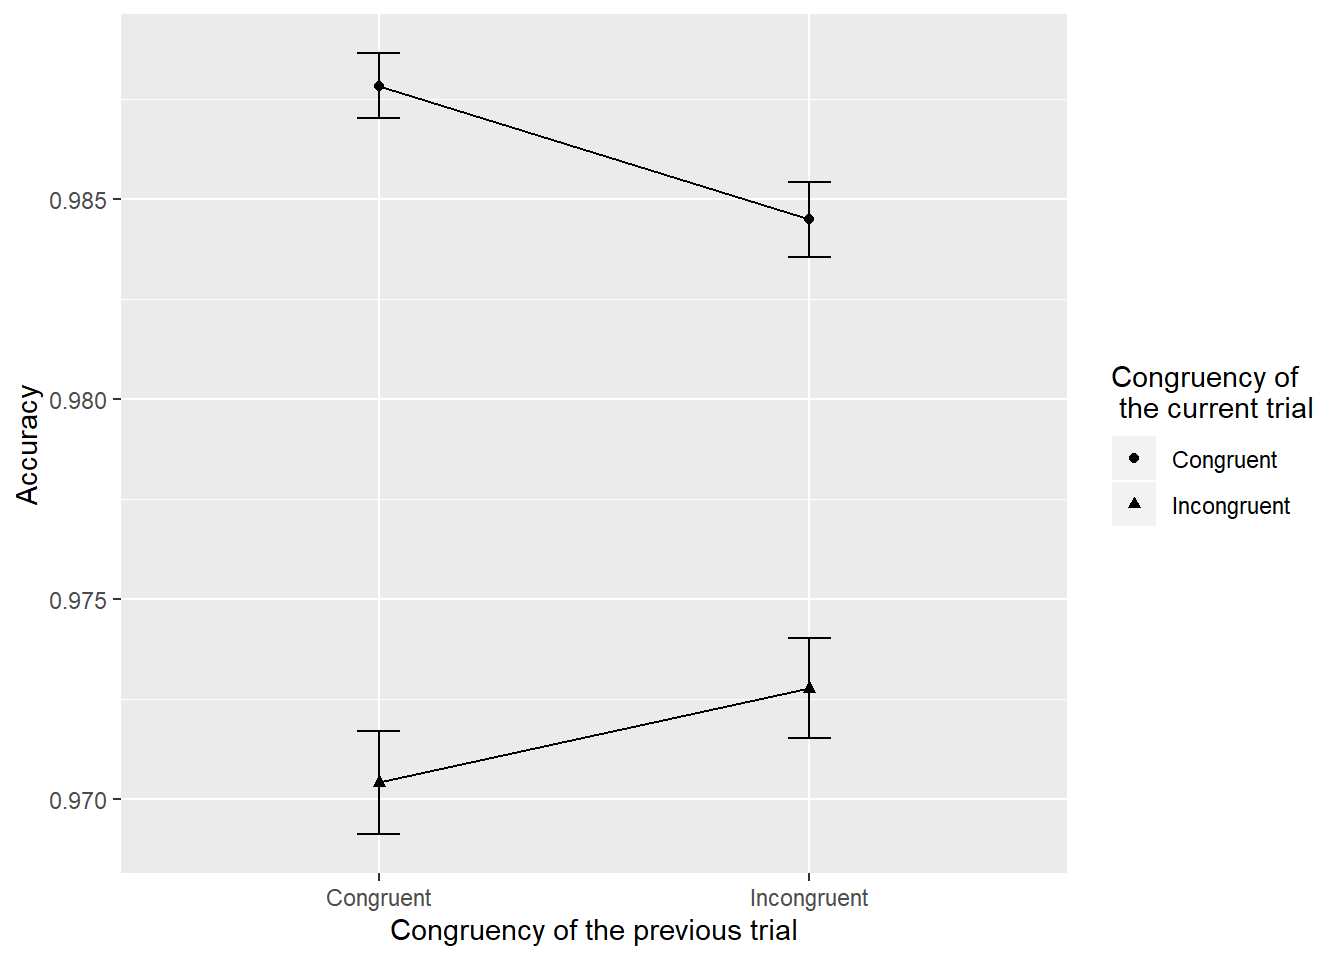 Accuracy
0.985
0.980
0.975
0.970
Congruent
Incongruent
Congruency of the previous trial
Congruency of
the current trial
Congruent
Incongruent